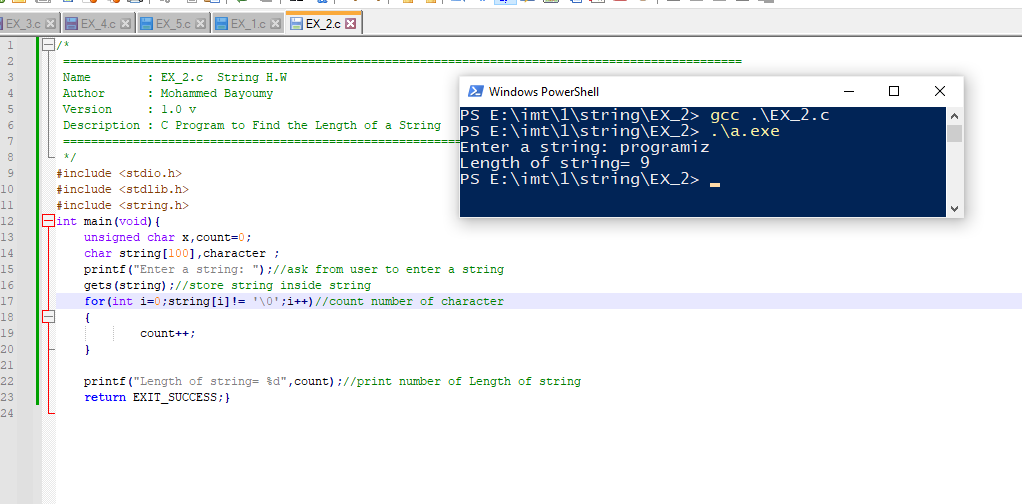 EX_3.c EX_4.c EX_5.c EX_1.c EX_2.c
1 /*
2 =================================================================================================
3 Name : EX_2.c String H.W
4 Author : Mohammed Bayoumy
5 Version : 1.0 v
6 Description : C Program to Find the Length of a String
7 =========================================================
8 */
9 #include <stdio.h>
10 #include <stdlib.h>
11 #include <string.h>
12 int main(void){
13 unsigned char x,count=0;
14 char string[100],character ;
15 printf("Enter a string: ");//ask from user to enter a string
16 gets(string);//store string inside string
17 for(int i=0;string[i]!= '\0';i++)//count number of character
18 {
19 count++;
20 }
21
22 printf("Length of string= %d",count);//print number of Length of string
23 return EXIT_SUCCESS;}
24
Windows PowerShell
PS E:\imt\1\string\EX_2> gcc .\EX_2.c
PS E:\imt\1\string\EX_2> .\a.exe
Enter a string: programiz
Length of string= 9
PS E:\imt\1\string\EX_2>